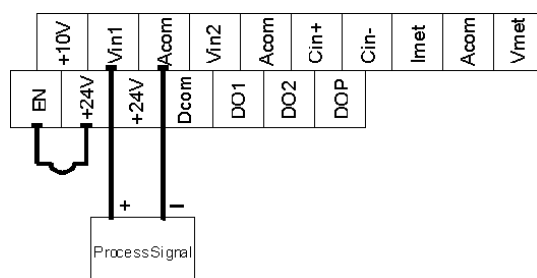 +10V Vin1 Acom Vin2 Acom Cin+ Cin- Imet Acom Vmet
EN +24V +24V Dcom DO1 DO2 DOP
+ −
ProcessSignal